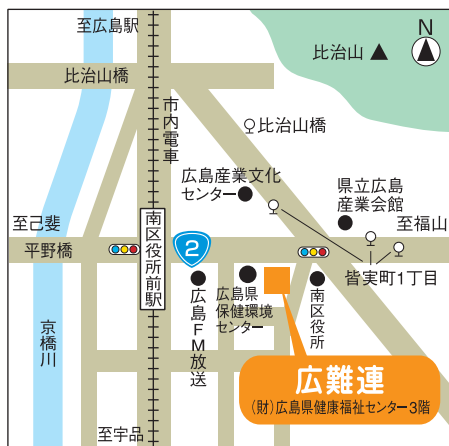 至広島駅
N
比治山
比治山橋
市内電車
比治山橋
広島産業文化
センター
県立広島
産業会館
至己斐
至福山
平野橋
南区役所前駅
2
皆実町1丁目
広島FM放送
広島県
保健環境
センター
南区役所
京橋川
広難連
(財)広島県健康福祉センター3階
至宇品